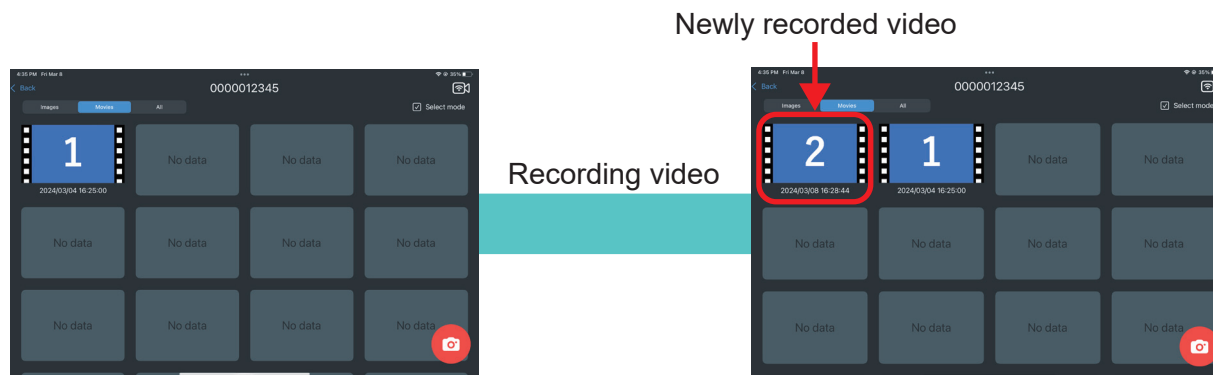 Newly recorded video
4:35 PM Fri Mar 8
35%
Back
0000012345
Images Movies All
Select mode
1
No data No data No data
2024/03/04 16:25:00
No data No data No data No data
No data No data No data No data
Recording video
4:35 PM Fri Mar 8
35%
Back
0000012345
Images Movies All
Select mode
2 1
No data No data
2024/03/08 16:28:44 2024/03/04 16:25:00
No data No data No data No data
No data No data No data No data